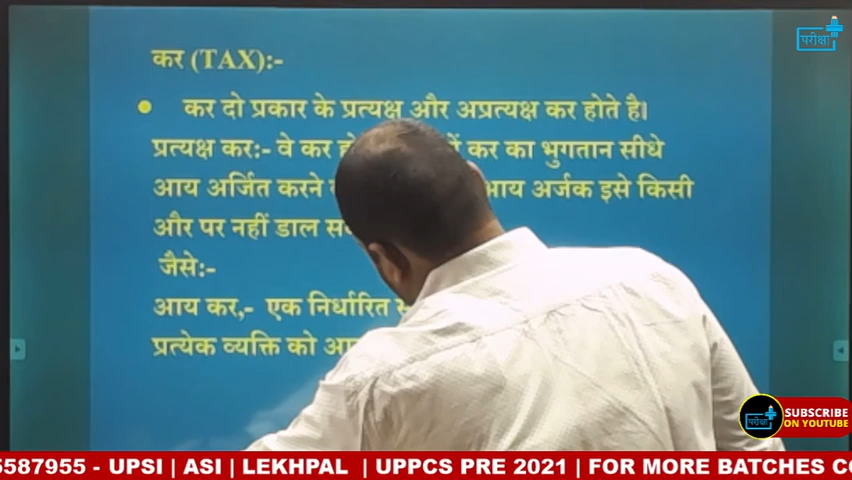 परीक्षा
कर (TAX):-
कर दो प्रकार के प्रत्यक्ष और अप्रत्यक्ष कर होते है।
प्रत्यक्ष कर:- वे कर कर का भुगतान सीधे
आय अर्जित करने आय अर्जक इसे किसी
और पर नहीं डाल
जैसे:-
आय कर,- एक निर्धारित
प्रत्येक व्यक्ति को
परीक्षा
SUBSCRIBE
ON YOUTUBE
5587955 - UPSI | ASI | LEKHPAL | UPPCS PRE 2021 | FOR MORE BATCHES